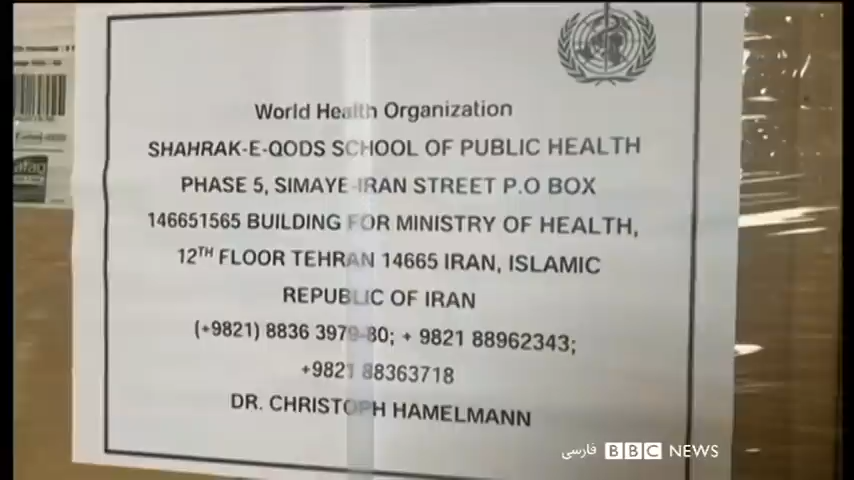 World Health Organization
SHAHRAK-E-QODS SCHOOL OF PUBLIC HEALTH
PHASE 5, SIMAYE-IRAN STREET P.O BOX
146651565 BUILDING FOR MINISTRY OF HEALTH,
12TH FLOOR TEHRAN 14665 IRAN, ISLAMIC
REPUBLIC OF IRAN
(+9821) 8836 3979-80; + 9821 88962343;
+9821 88363718
DR. CHRISTOPH HAMELMANN
BBC NEWS فارسی